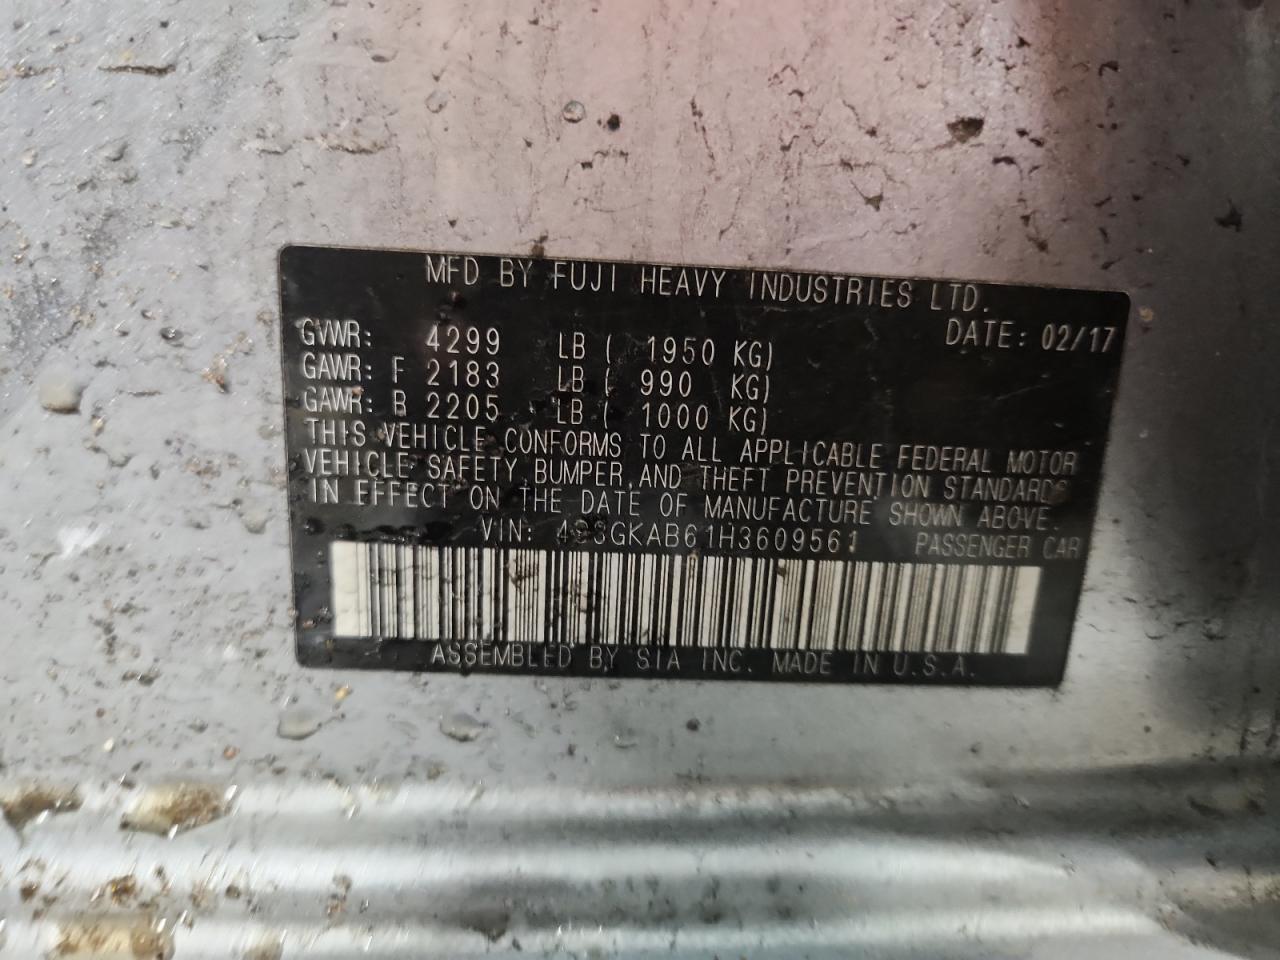 MFD BY FUJI HEAVY INDUSTRIES LTD.
GVWR: 4299 LB ( 1950 KG) DATE: 02/17
GAWR: F 2183 LB ( 990 KG)
GAWR: R 2205 LB ( 1000 KG)
THIS VEHICLE CONFORMS TO ALL APPLICABLE FEDERAL MOTOR
VEHICLE SAFETY, BUMPER, AND THEFT PREVENTION STANDARDS
IN EFFECT ON THE DATE OF MANUFACTURE SHOWN ABOVE.
VIN: 4S3GKAB61H3609561 PASSENGER CAR
ASSEMBLED BY SIA INC. MADE IN U.S.A.